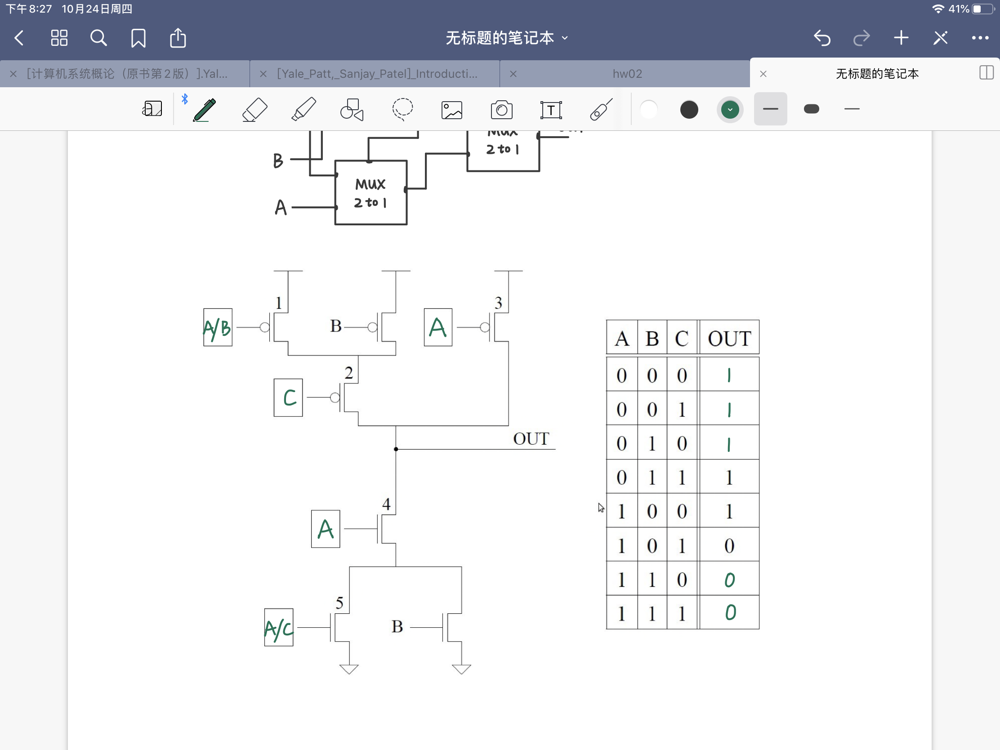 下午8:27 10月24日周四
41%
无标题的笔记本
[计算机系统概论（原书第2版）].Yal...
[Yale_Patt,_Sanjay_Patel]_Introducti...
hw02
无标题的笔记本
T
Mux
2 to 1
B
MUX
2 to 1
A
1
3
A/B
B
A
2
C
OUT
4
A
5
A/C
B
A B C OUT
0 0 0 1
0 0 1 1
0 1 0 1
0 1 1 1
1 0 0 1
1 0 1 0
1 1 0 0
1 1 1 0